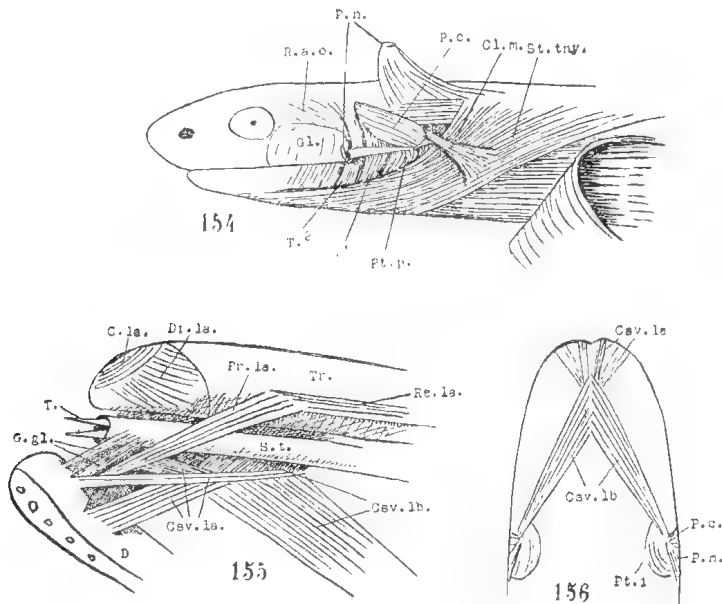 P.n.
P.c.
Cl.m. St.tny.
R.a.o.
Gl.
154
Pt.p.
C.la.
Di.la.
Pr.la.
Tr.
Re.la.
T.
G.gl.
S.t.
Csv.la.
Csv.lb.
D
155
Csv.la
Csv.lb
P.c.
P.n.
Pt.i
156